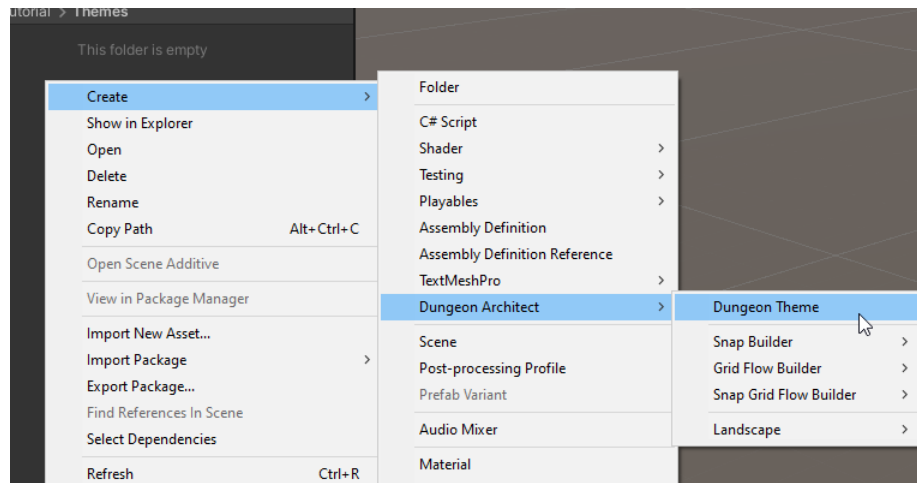 utorial > Themes
This folder is empty
Create >
Show in Explorer
Open
Delete
Rename
Copy Path Alt+Ctrl+C
Open Scene Additive
View in Package Manager
Import New Asset...
Import Package >
Export Package...
Find References In Scene
Select Dependencies
Refresh Ctrl+R
Folder
C# Script
Shader >
Testing >
Playables >
Assembly Definition
Assembly Definition Reference
TextMeshPro >
Dungeon Architect >
Scene
Post-processing Profile
Prefab Variant
Audio Mixer
Material
Dungeon Theme
Snap Builder >
Grid Flow Builder >
Snap Grid Flow Builder >
Landscape >